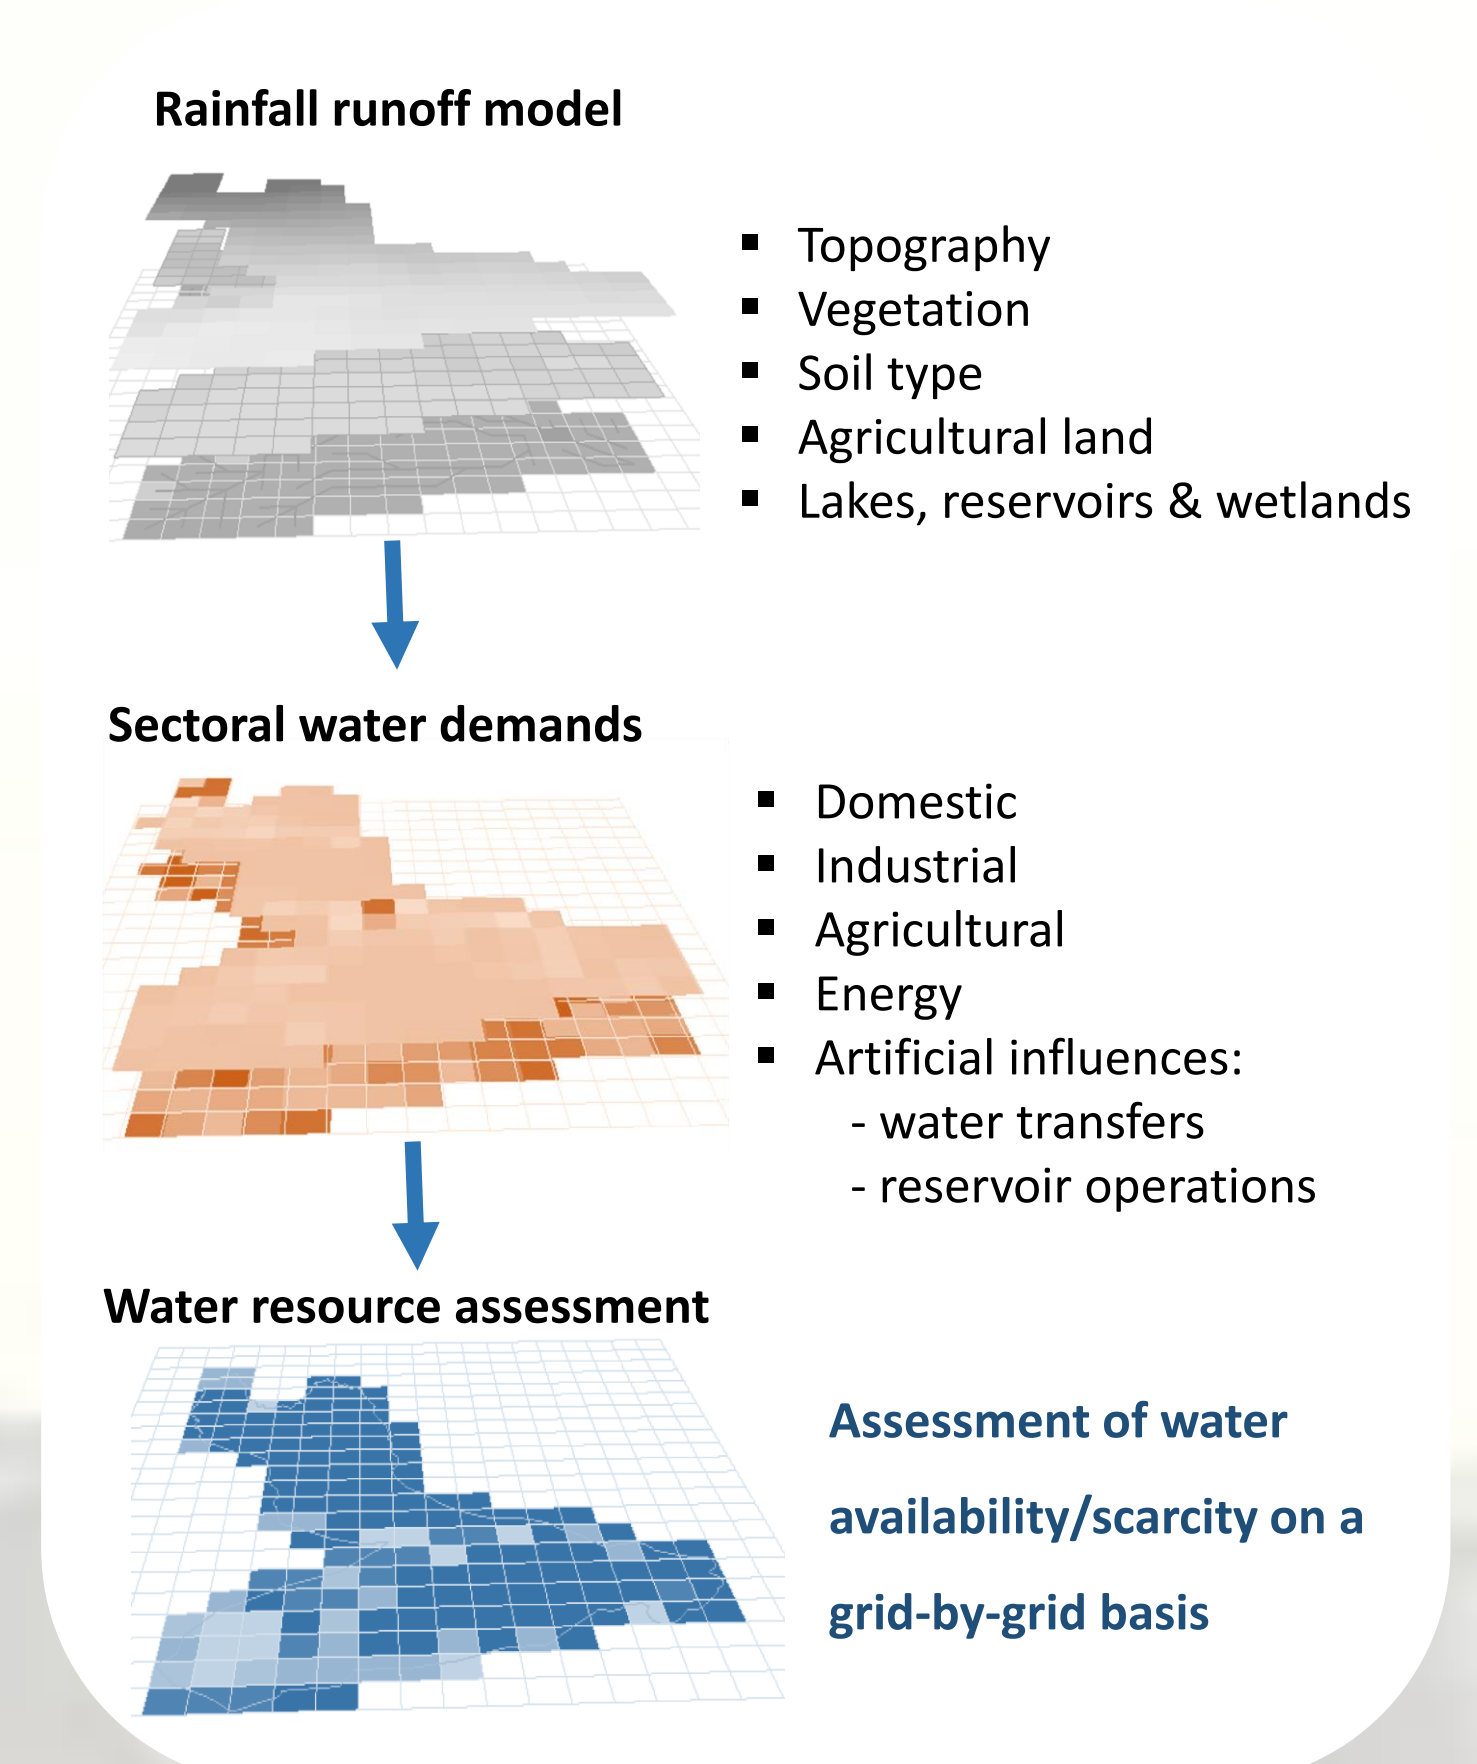 Rainfall runoff model
▪ Topography
▪ Vegetation
▪ Soil type
▪ Agricultural land
▪ Lakes, reservoirs & wetlands
Sectoral water demands
▪ Domestic
▪ Industrial
▪ Agricultural
▪ Energy
▪ Artificial influences:
- water transfers
- reservoir operations
Water resource assessment
Assessment of water
availability/scarcity on a
grid-by-grid basis